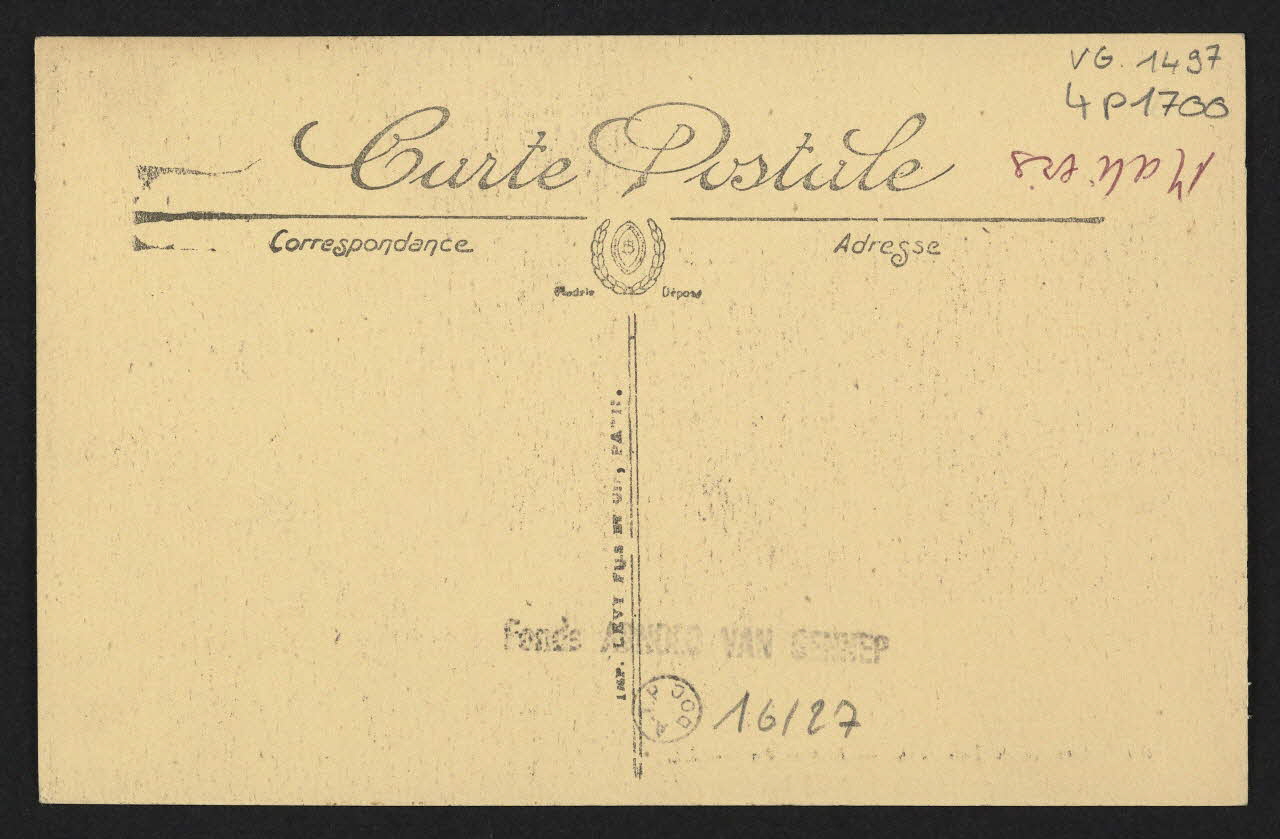 VG. 1497
4P1700
Carte Postale
Correspondance
Adresse
Modèle Déposé
IMP. LEVY FILS ET CIE, PARIS.
Fonds ARNOLD VAN GENNEP
DOC
16/27